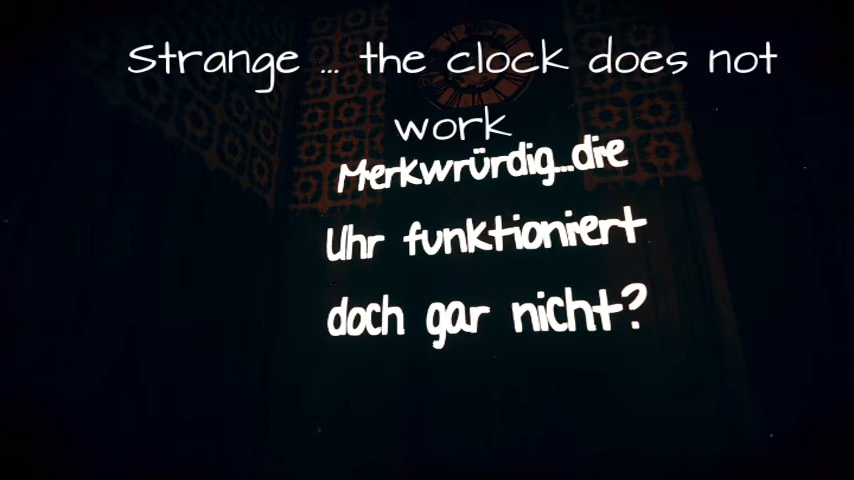 Strange ... the clock does not
work
Merkwrürdig...die
Uhr funktioniert
doch gar nicht?